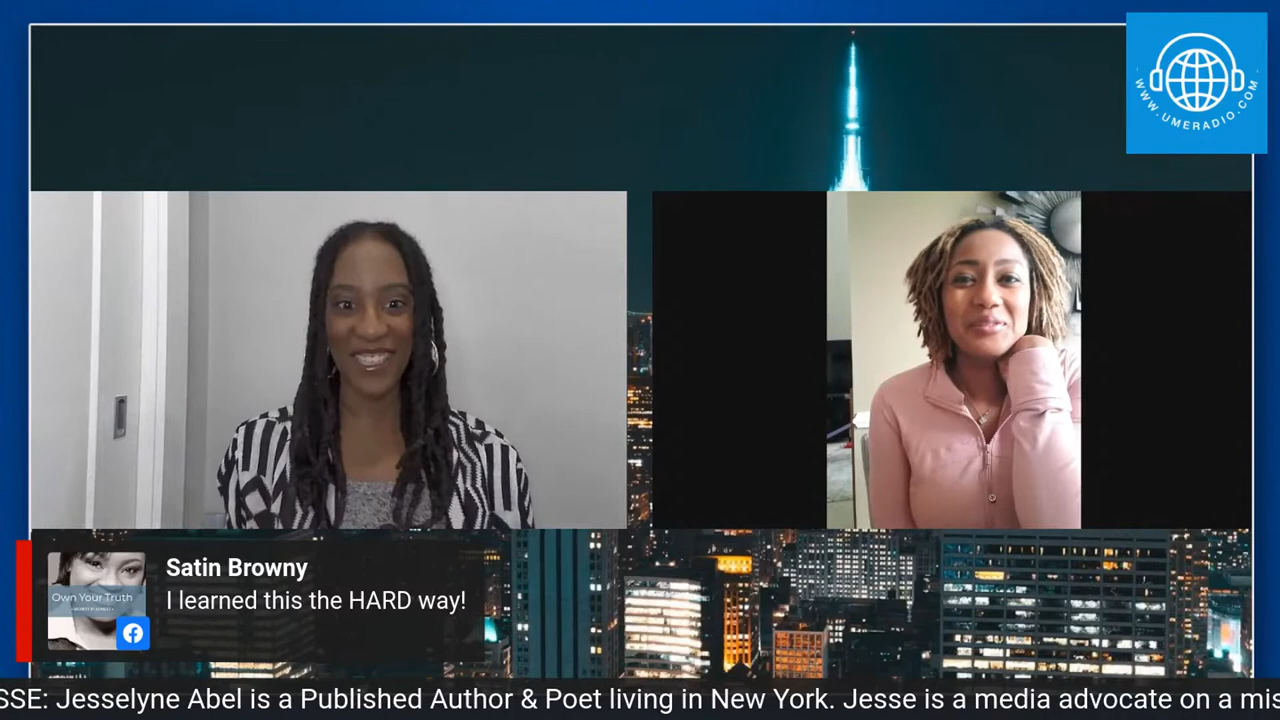 WWW.UMERADIO.COM
Satin Browny
I learned this the HARD way!
Own Your Truth
SSE: Jesselyne Abel is a Published Author & Poet living in New York. Jesse is a media advocate on a mis